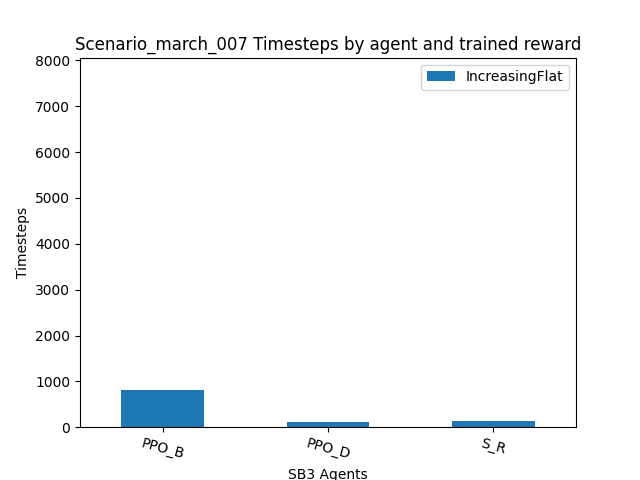 Scenario_march_007 Timesteps by agent and trained reward
IncreasingFlat
8000
7000
6000
5000
4000
3000
2000
1000
0
Timesteps
PPO_B
PPO_D
S_R
SB3 Agents